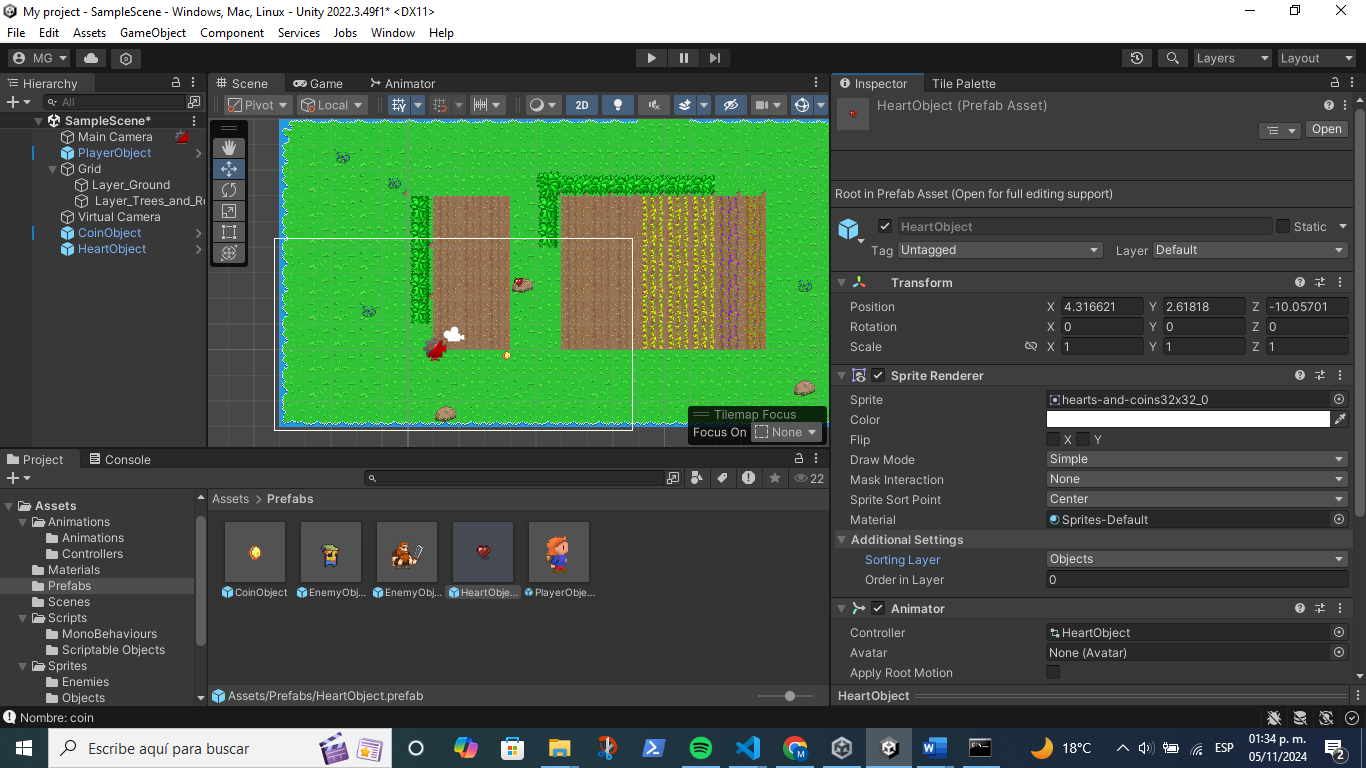 My project - SampleScene - Windows, Mac, Linux - Unity 2022.3.49f1* <DX11>
File Edit Assets GameObject Component Services Jobs Window Help
MG Layers Layout
Hierarchy
All
SampleScene*
Main Camera
PlayerObject
Grid
Layer_Ground
Layer_Trees_and_Ro
Virtual Camera
CoinObject
HeartObject
Scene Game Animator
Pivot Local 2D
Tilemap Focus
Focus On None
Inspector Tile Palette
HeartObject (Prefab Asset)
Open
Root in Prefab Asset (Open for full editing support)
HeartObject Static
Tag Untagged Layer Default
Transform
Position X 4.316621 Y 2.61818 Z -10.05701
Rotation X 0 Y 0 Z 0
Scale X 1 Y 1 Z 1
Sprite Renderer
Sprite hearts-and-coins32x32_0
Color
Flip X Y
Draw Mode Simple
Mask Interaction None
Sprite Sort Point Center
Material Sprites-Default
Additional Settings
Sorting Layer Objects
Order in Layer 0
Animator
Controller HeartObject
Avatar None (Avatar)
Apply Root Motion
HeartObject
Project Console
22
Assets
Animations
Animations
Controllers
Materials
Prefabs
Scenes
Scripts
MonoBehaviours
Scriptable Objects
Sprites
Enemies
Objects
Assets > Prefabs
CoinObject EnemyObj... EnemyObj... HeartObje... PlayerObje...
Assets/Prefabs/HeartObject.prefab
Nombre: coin
Escribe aquí para buscar
18°C ESP 01:34 p. m.
05/11/2024
2